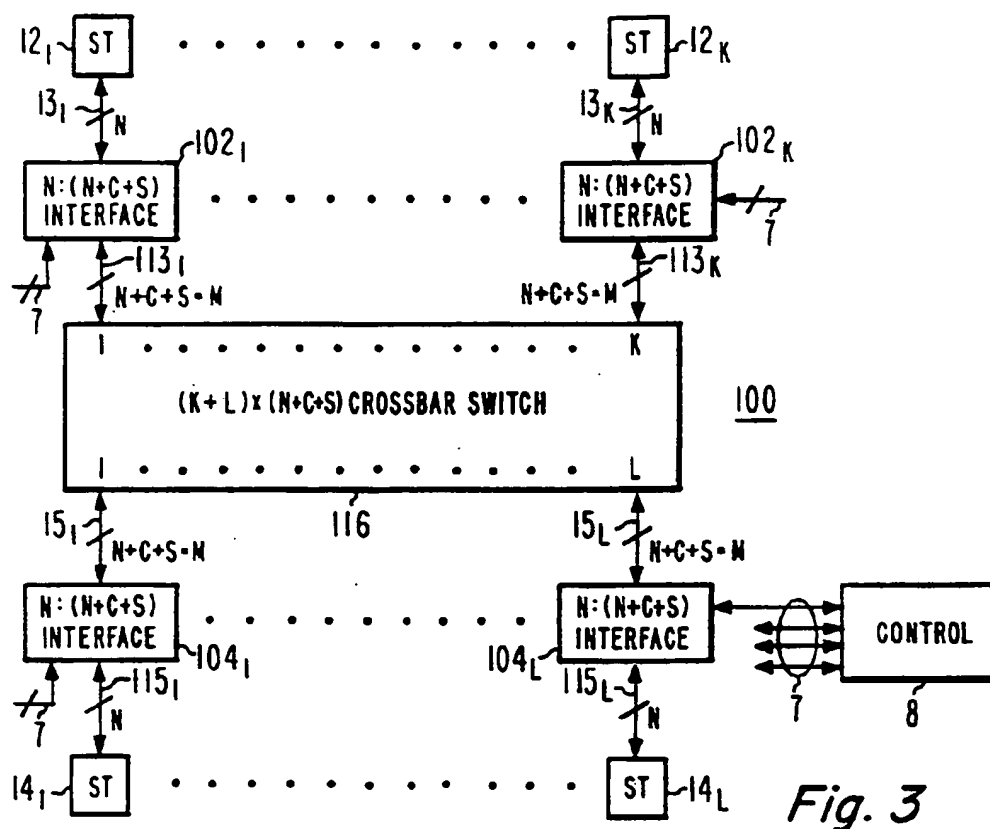 12₁ ST ST 12ₖ
13₁ N 13ₖ N
102₁ 102ₖ
N:(N+C+S) INTERFACE N:(N+C+S) INTERFACE
7 113₁ 113ₖ 7
N+C+S=M N+C+S=M
1 K
(K+L)x(N+C+S) CROSSBAR SWITCH 100
1 L
15₁ 116 15L
N+C+S=M N+C+S=M
N:(N+C+S) INTERFACE N:(N+C+S) INTERFACE CONTROL
104₁ 104L
7 115₁ 115L 7 8
N N
14₁ ST ST 14L
Fig. 3